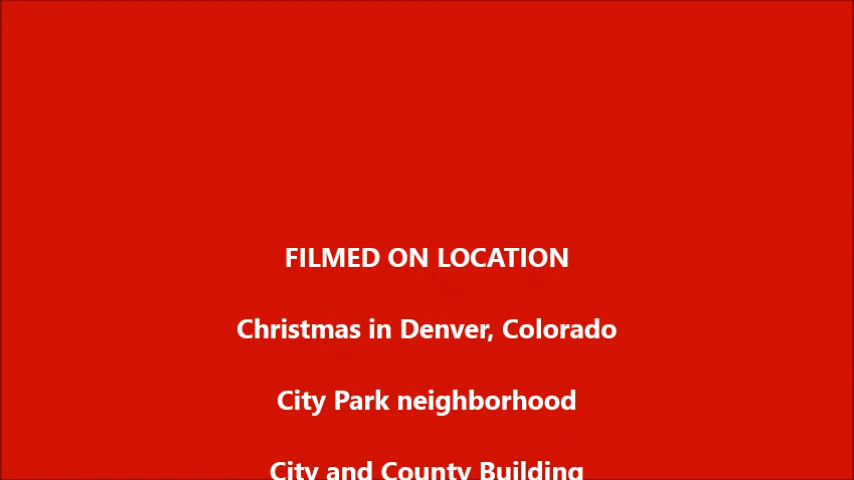 FILMED ON LOCATION
Christmas in Denver, Colorado
City Park neighborhood
City and County Building